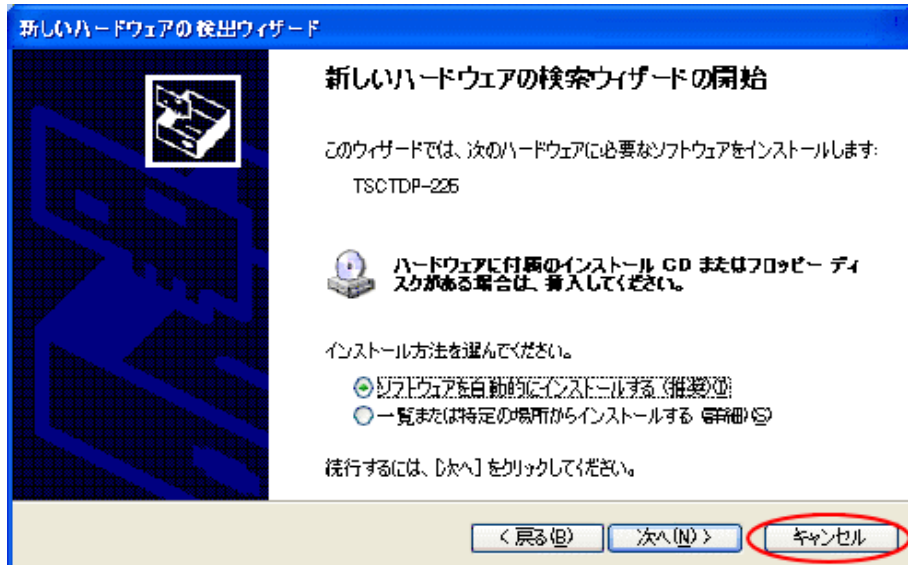 新しいハードウェアの検出ウィザード
新しいハードウェアの検索ウィザードの開始
このウィザードでは、次のハードウェアに必要なソフトウェアをインストールします:
TSCTDP-225
ハードウェアに付属のインストール CD またはフロッピー ディ
スクがある場合は、挿入してください。
インストール方法を選んでください。
ソフトウェアを自動的にインストールする (推奨)(I)
一覧または特定の場所からインストールする (詳細)(S)
続行するには、[次へ] をクリックしてください。
< 戻る(B)
次へ(N) >
キャンセル